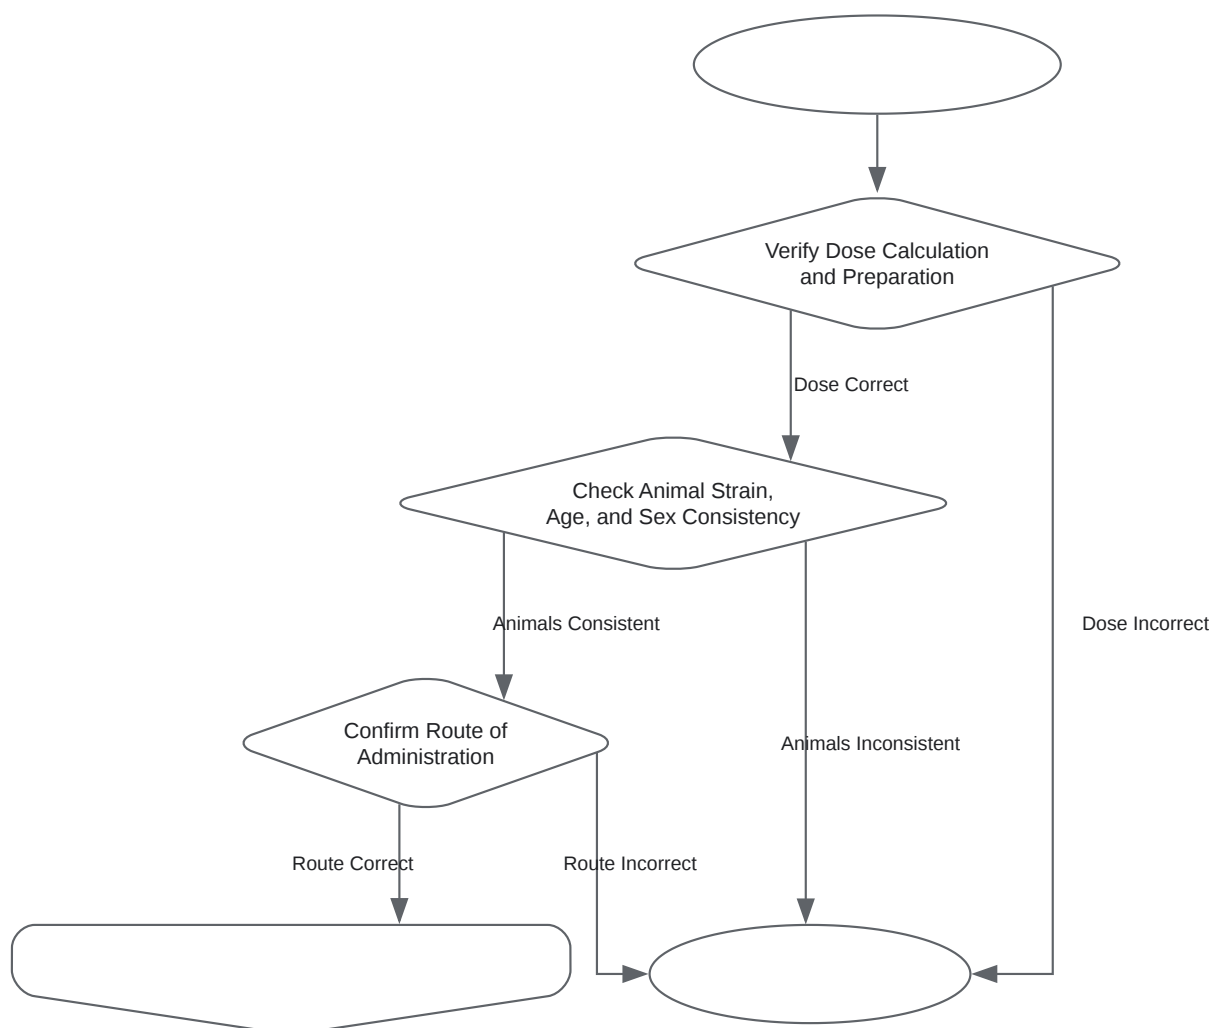 Verify Dose Calculation
and Preparation
Dose Correct
Check Animal Strain,
Age, and Sex Consistency
Animals Consistent
Dose Incorrect
Confirm Route of
Administration
Animals Inconsistent
Route Correct
Route Incorrect